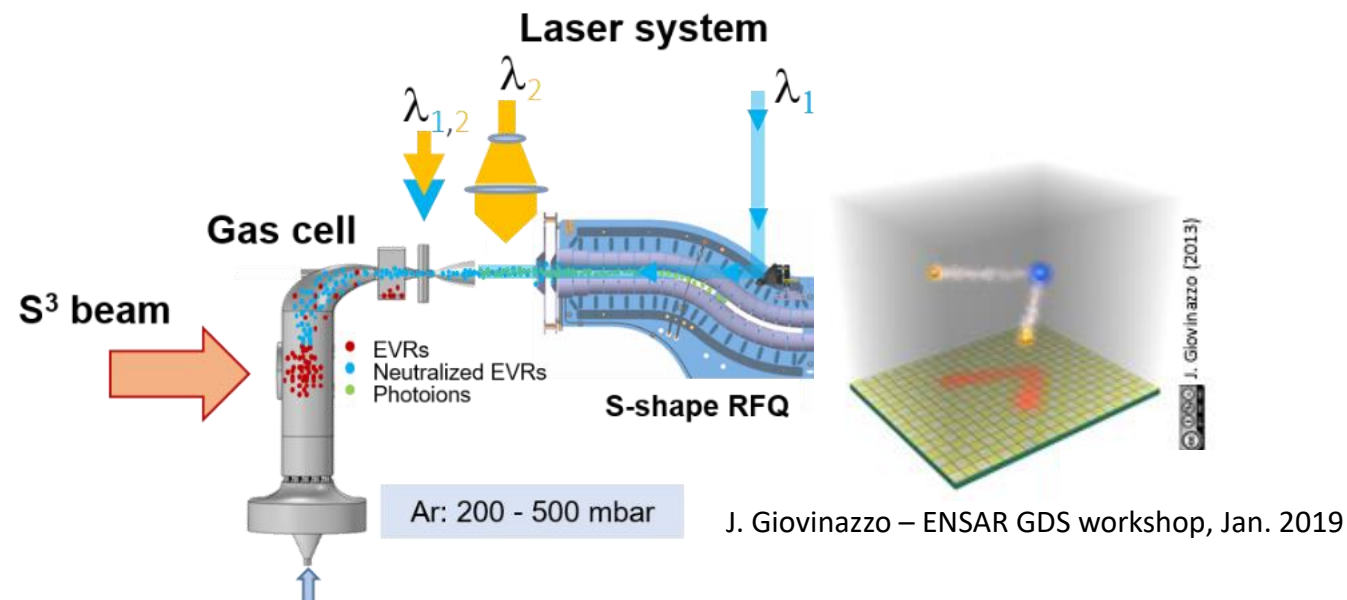 Laser system
λ1,2
λ2
λ1
Gas cell
S3 beam
EVRs
Neutralized EVRs
Photoions
S-shape RFQ
Ar: 200 - 500 mbar
J. Giovinazzo (2013)
J. Giovinazzo – ENSAR GDS workshop, Jan. 2019